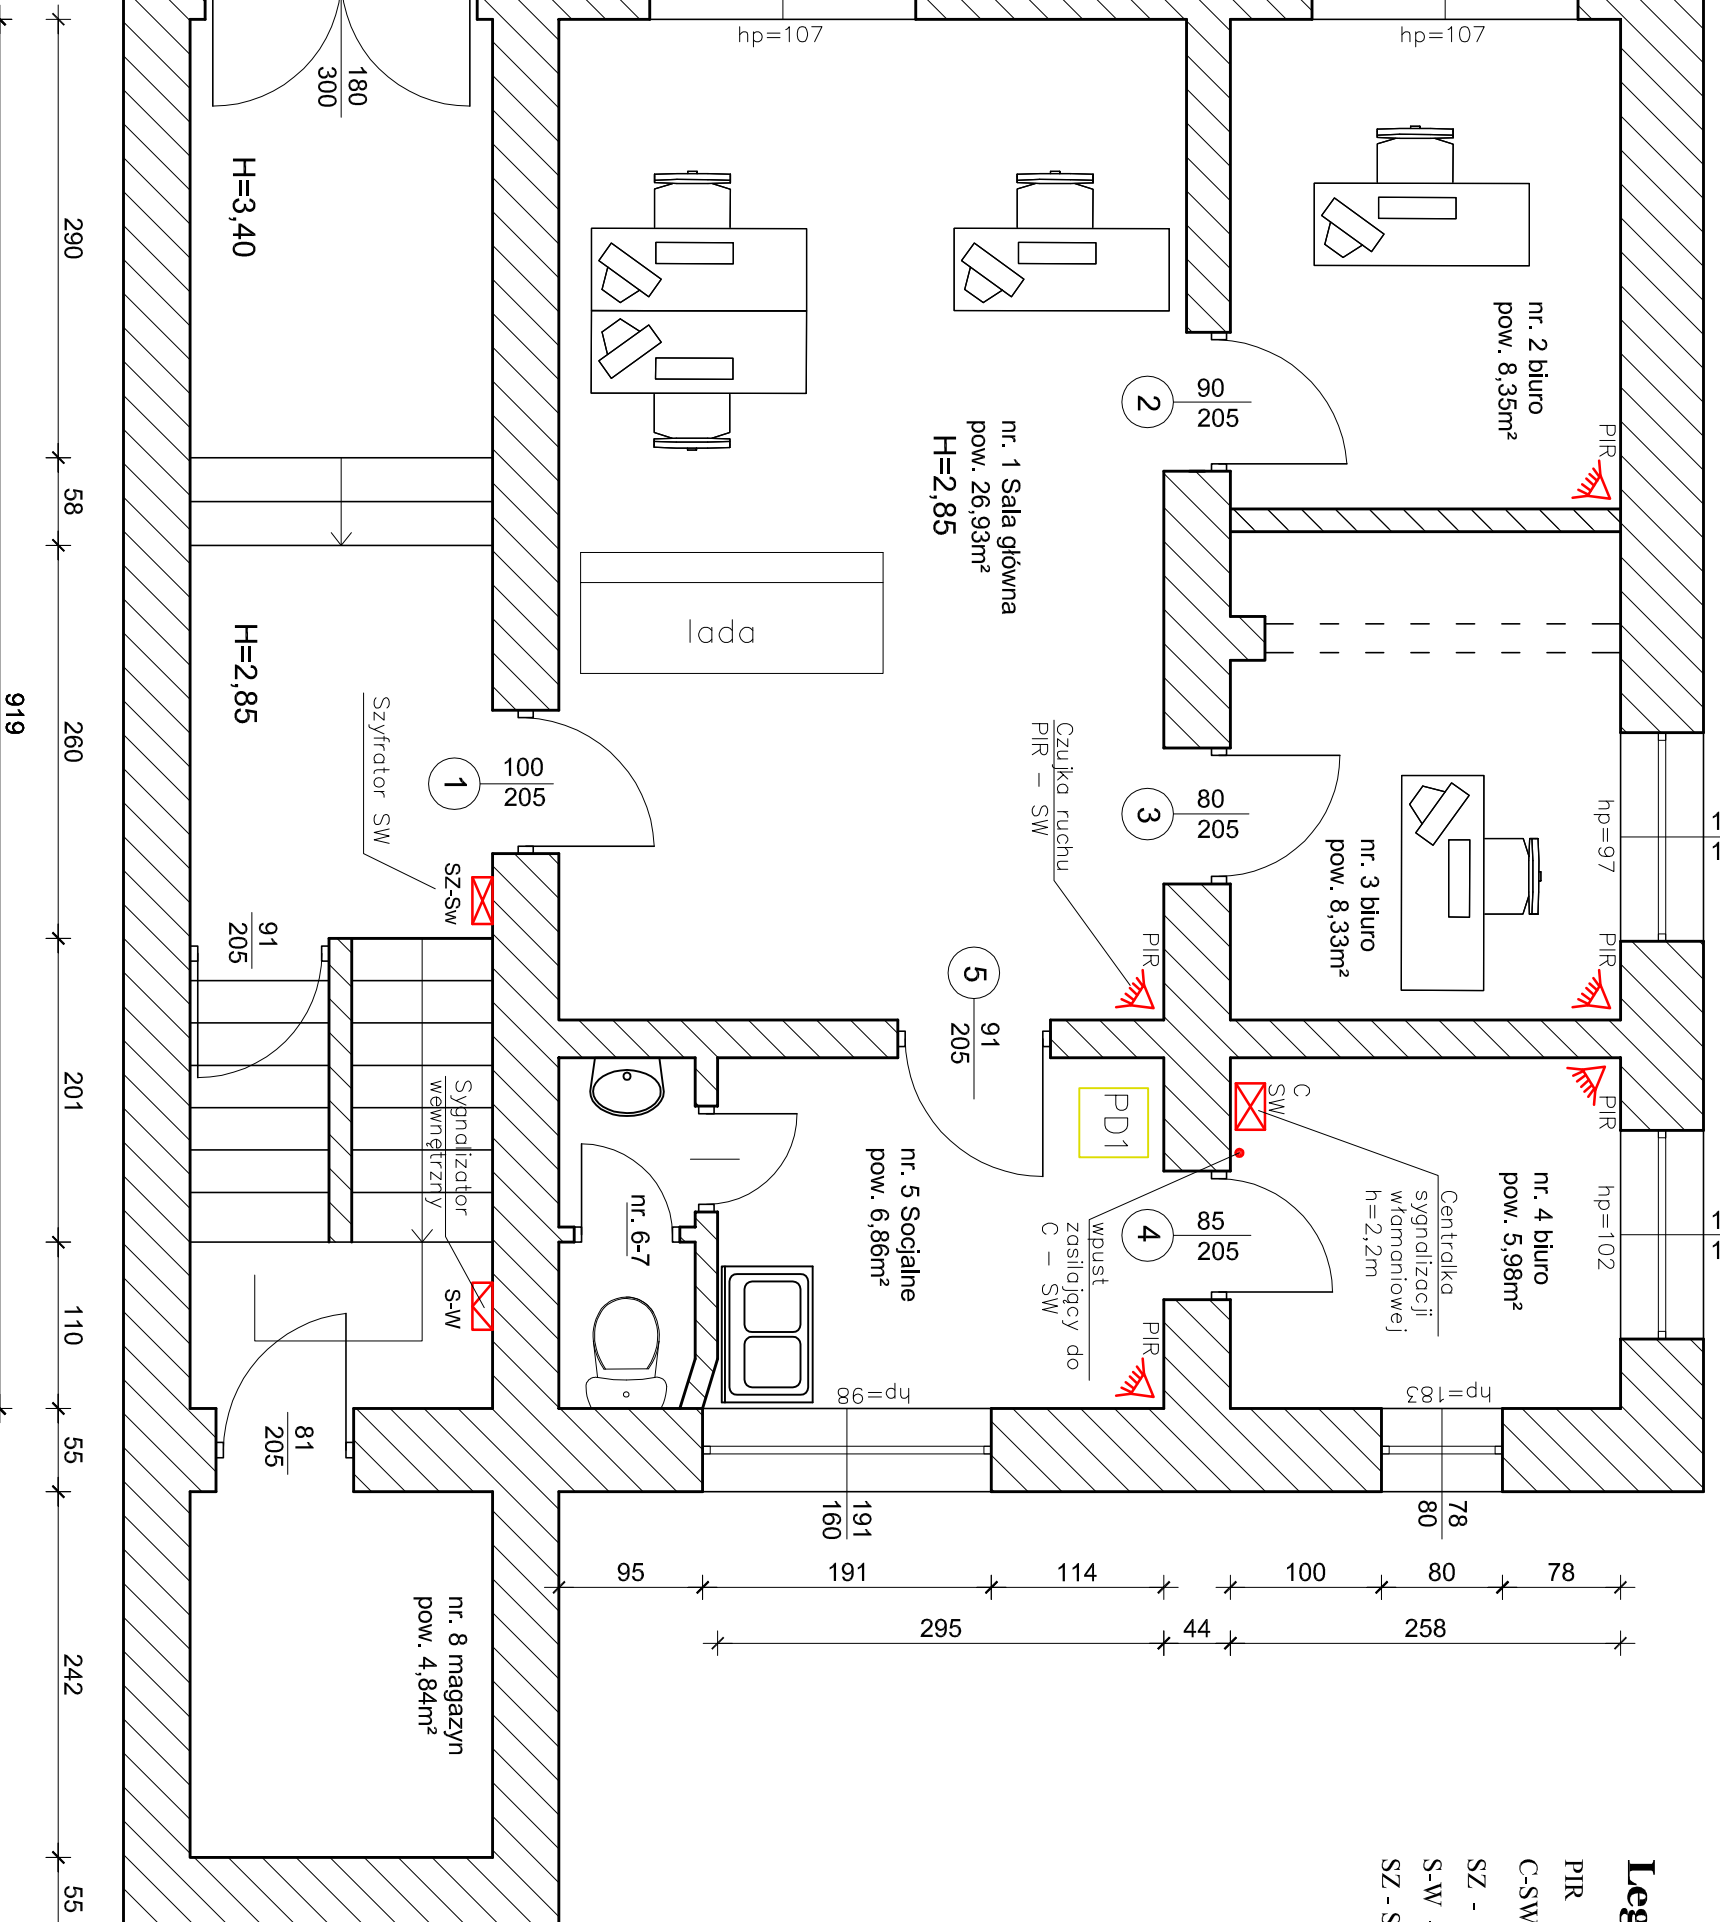 hp=107
hp=107
180
300
H=3,40
290
nr. 2 biuro
pow. 8,35m²
PIR
2
90
205
nr. 1 Sala główna
pow. 26,93m²
H=2,85
58
lada
H=2,85
260
919
Szyfrator SW
1
100
205
SZ-Sw
Czujka ruchu
PIR - SW
3
80
205
hp=97
nr. 3 biuro
pow. 8,33m²
PIR
PIR
5
91
205
91
205
201
Sygnalizator
wewnętrzny
S-W
PD1
C
SW
PIR
nr. 4 biuro
pow. 5,98m²
hp=102
Centralka
sygnalizacji
włamaniowej
h=2,2m
4
85
205
wpust
zasilający do
C - SW
PIR
nr. 5 Socjalne
pow. 6,86m²
nr. 6-7
hp=98
hp=183
110
81
205
55
191
160
78
80
95
191
114
100
80
78
295
44
258
nr. 8 magazyn
pow. 4,84m²
242
55
PIR
C-SW
SZ -
S-W